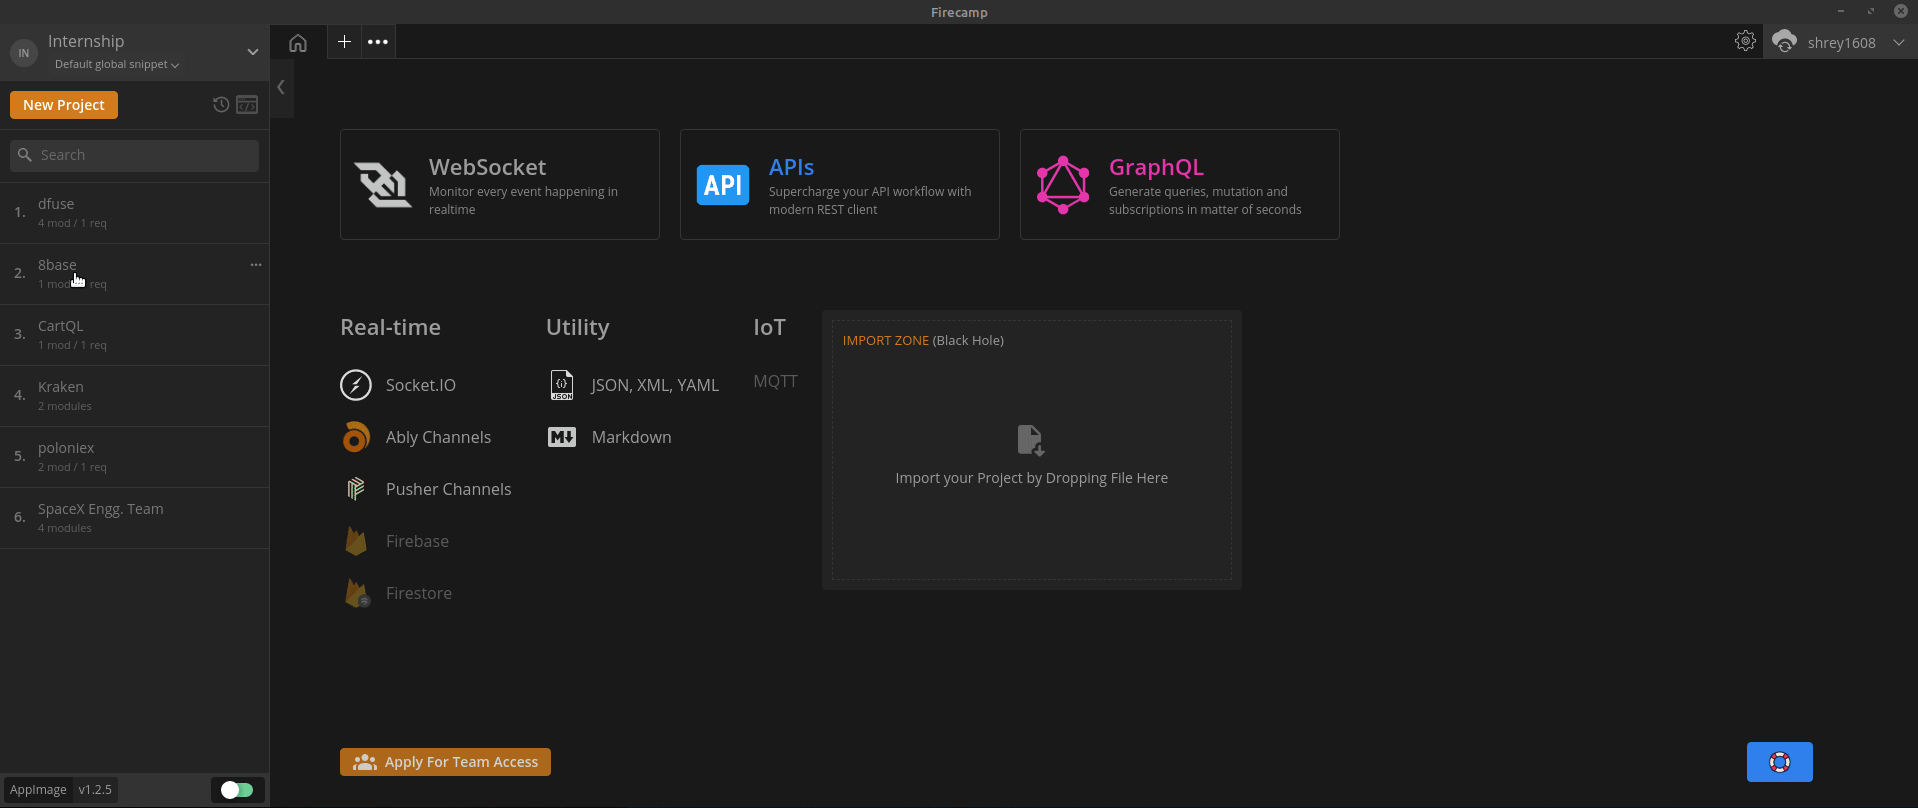 Firecamp
IN
Internship
Default global snippet
shrey1608
New Project
Search
1.
dfuse
4 mod / 1 req
2.
8base
1 mod req
3.
CartQL
1 mod / 1 req
4.
Kraken
2 modules
5.
poloniex
2 mod / 1 req
6.
SpaceX Engg. Team
4 modules
AppImage v1.2.5
WebSocket
Monitor every event happening in
realtime
API
APIs
Supercharge your API workflow with
modern REST client
GraphQL
Generate queries, mutation and
subscriptions in matter of seconds
Real-time
Socket.IO
Ably Channels
Pusher Channels
Firebase
Firestore
Utility
JSON
JSON, XML, YAML
M
Markdown
IoT
MQTT
IMPORT ZONE (Black Hole)
Import your Project by Dropping File Here
Apply For Team Access